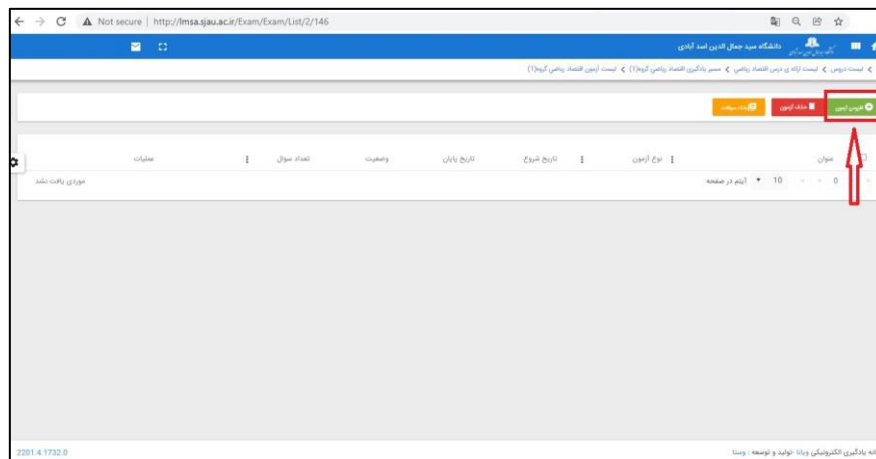 Not secure | http://lmsa.sjau.ac.ir/Exam/Exam/List/2/146
دانشگاه سید جمال الدین اسد آبادی
لیست دروس > لیست ارائه ی درس اقتصاد ریاضی > مسیر یادگیری اقتصاد ریاضی گروه(1) > لیست آزمون اقتصاد ریاضی گروه(1)
افزودن آزمون حذف آزمون بانک سوالات
عنوان نوع آزمون تاریخ شروع تاریخ پایان وضعیت تعداد سوال عملیات
0 10 آیتم در صفحه موردی یافت نشد
یادگیری الکترونیکی ویانا تولید و توسعه : وستا 2201.4.1732.0